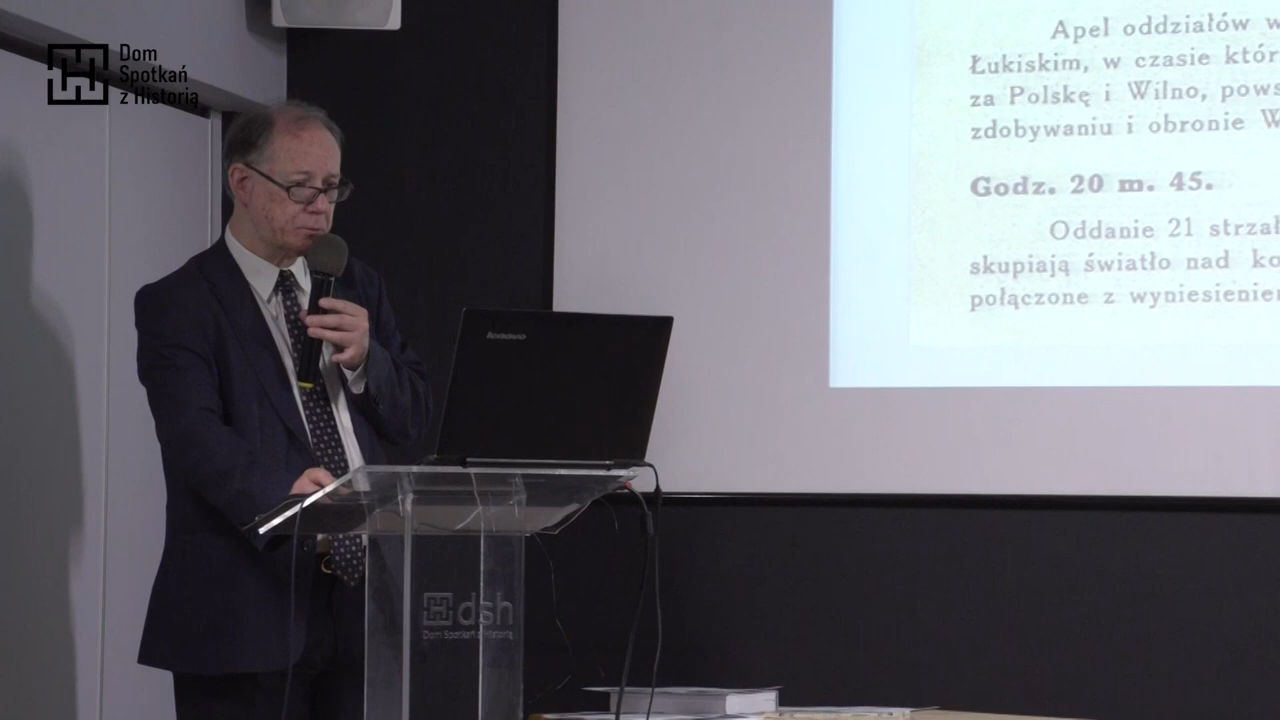 Dom
Spotkań
z Historią
Apel oddziałów w
Łukiskim, w czasie któr
za Polskę i Wilno, pows
zdobywaniu i obronie W
Godz. 20 m. 45.
Oddanie 21 strzał
skupiają światło nad ko
połączone z wyniesienie
lenovo
dsh
Dom Spotkań z Historią